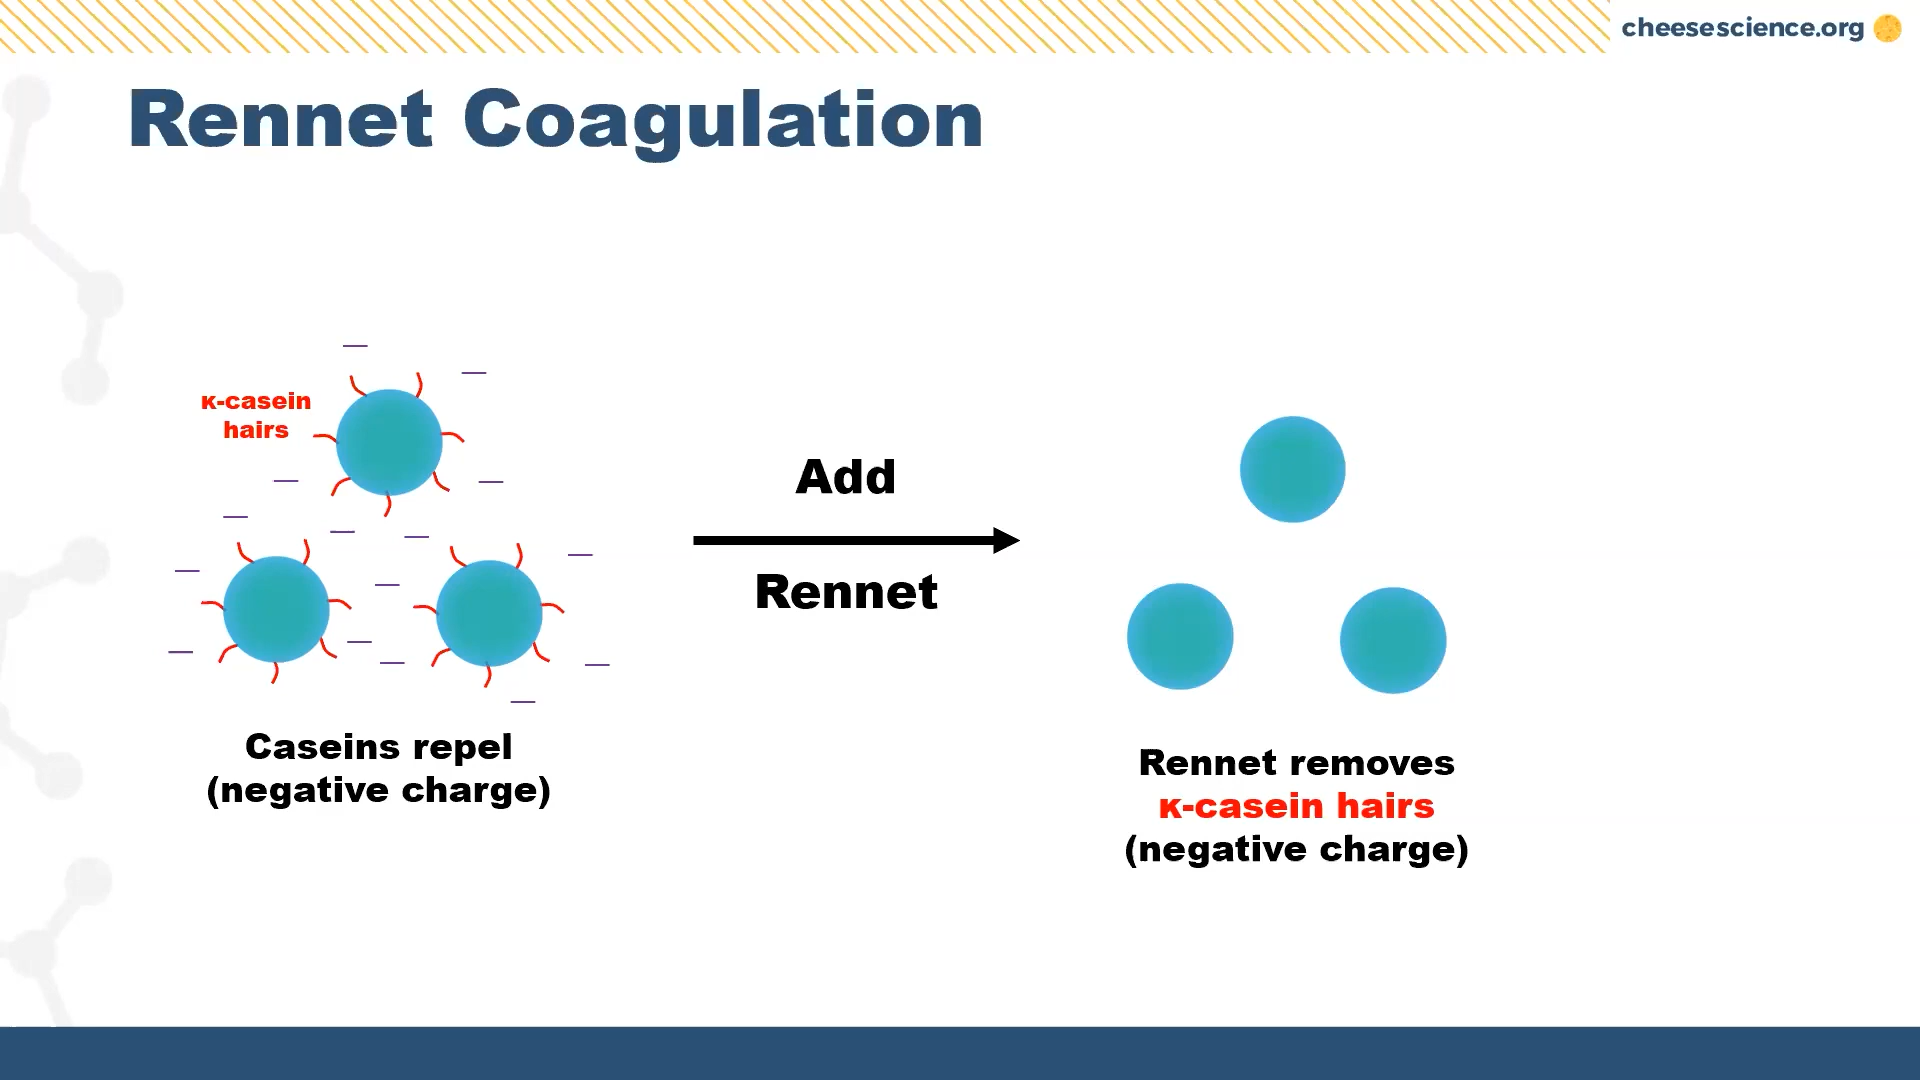 cheesescience.org
Rennet Coagulation
κ-casein
hairs
Add
Rennet
Caseins repel
(negative charge)
Rennet removes
κ-casein hairs
(negative charge)